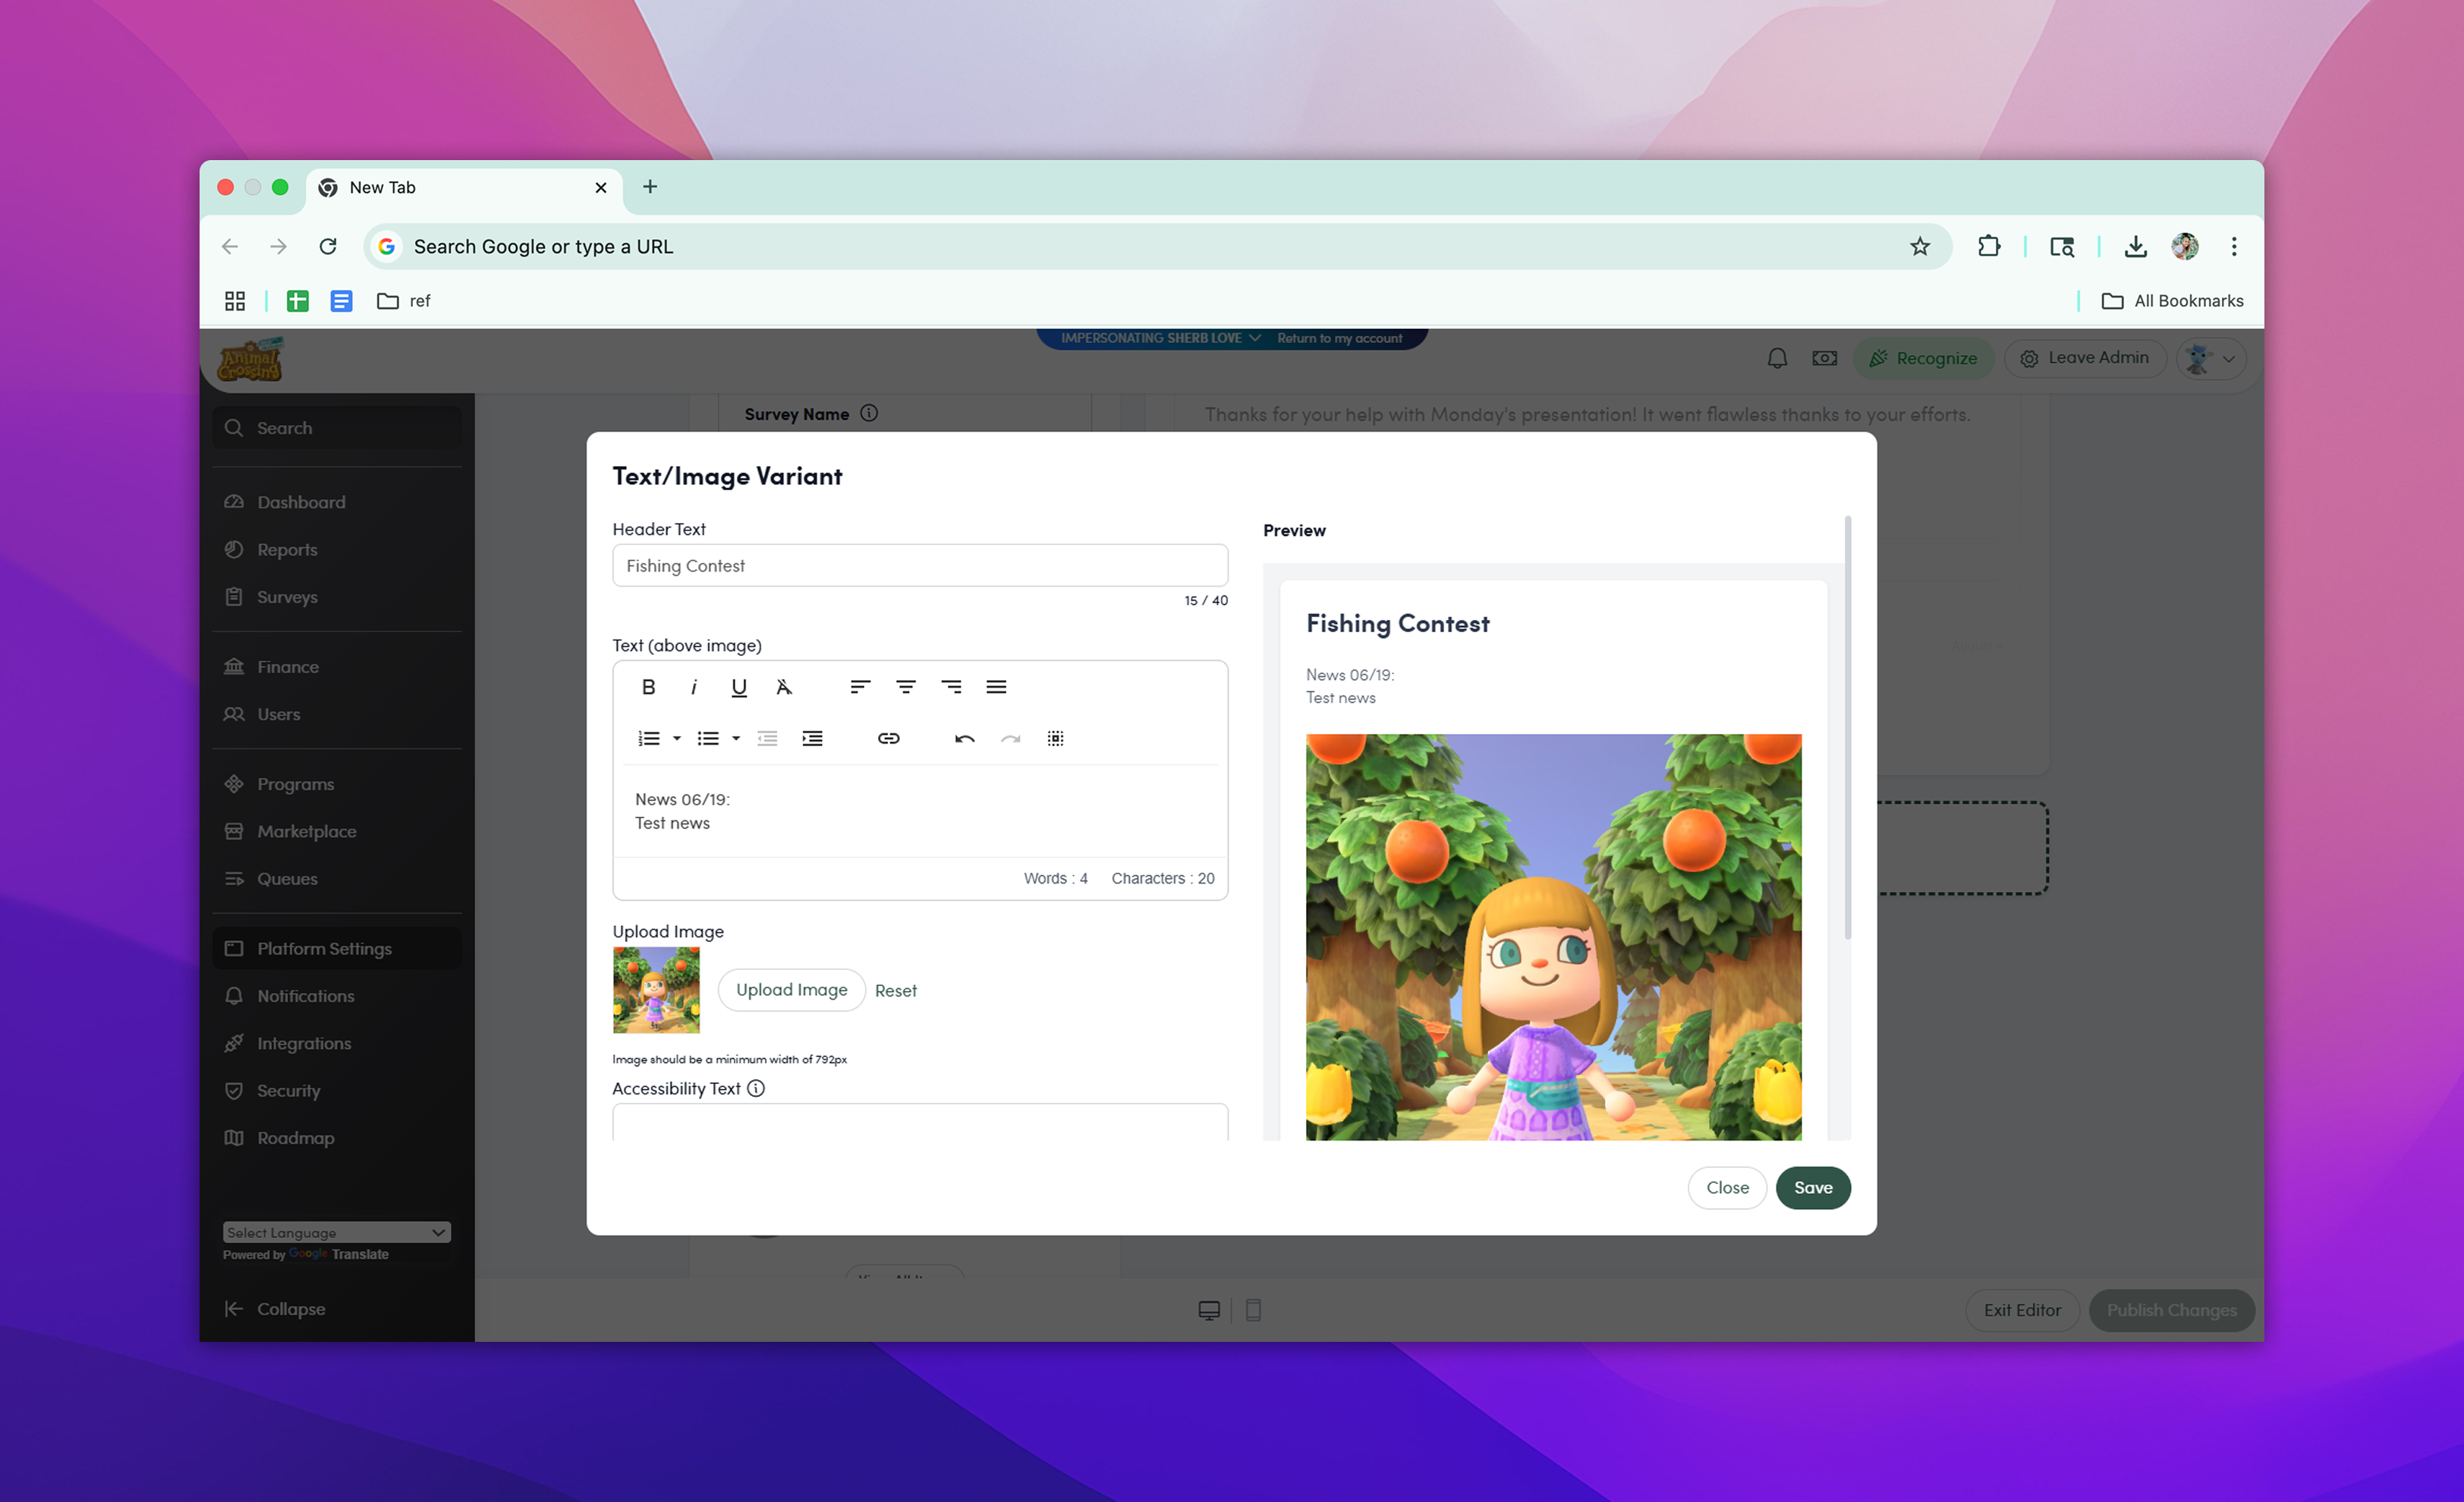 New Tab
Search Google or type a URL
ref
All Bookmarks
Animal Crossing
IMPERSONATING SHERB LOVE Return to my account
Recognize
Leave Admin
Search
Dashboard
Reports
Surveys
Finance
Users
Programs
Marketplace
Queues
Platform Settings
Notifications
Integrations
Security
Roadmap
Select Language
Powered by Google Translate
Collapse
Survey Name
Thanks for your help with Monday's presentation! It went flawless thanks to your efforts.
Text/Image Variant
Header Text
Fishing Contest
15 / 40
Text (above image)
B i U A
News 06/19:
Test news
Words : 4 Characters : 20
Upload Image
Upload Image
Reset
Image should be a minimum width of 792px
Accessibility Text
Preview
Fishing Contest
News 06/19:
Test news
Close
Save
Exit Editor
Publish Changes